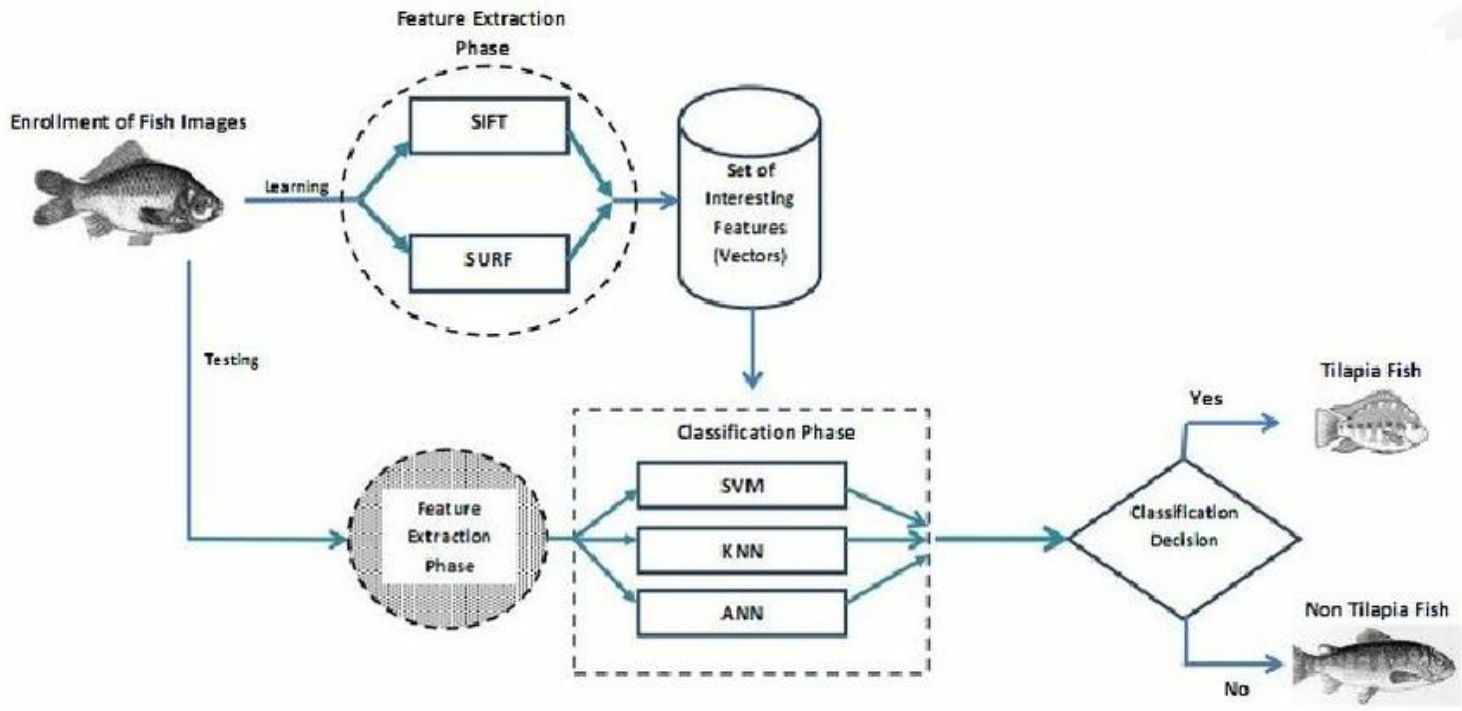 Feature Extraction
Phase
Enrollment of Fish Images
SIFT
Learning
SURF
Set of
Interesting
Features
(Vectors)
Testing
Feature
Extraction
Phase
Classification Phase
SVM
KNN
ANN
Classification
Decision
Yes
Tilapia Fish
No
Non Tilapia Fish